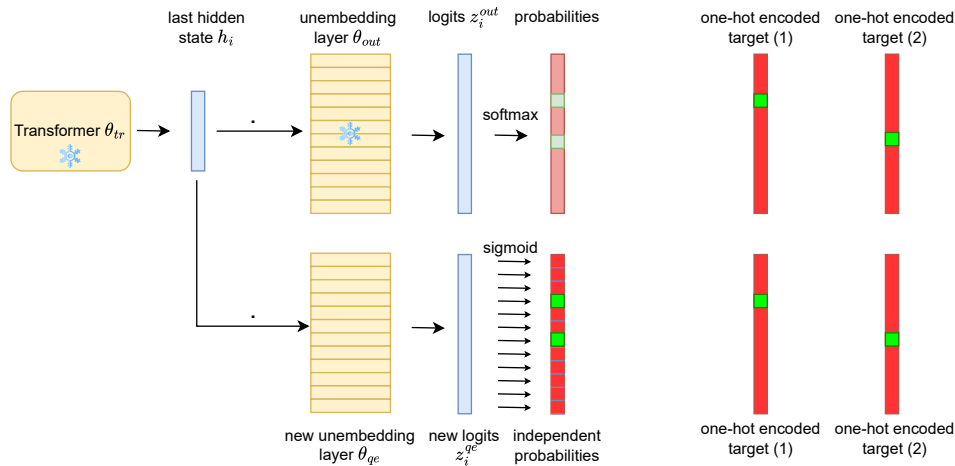 last hidden
state $h_i$
unembedding
layer $\theta_{out}$
logits $z_i^{out}$
probabilities
one-hot encoded
target (1)
one-hot encoded
target (2)
Transformer $\theta_{tr}$
.
softmax
sigmoid
.
new unembedding
layer $\theta_{qe}$
new logits
$z_i^{qe}$
independent
probabilities
one-hot encoded
target (1)
one-hot encoded
target (2)